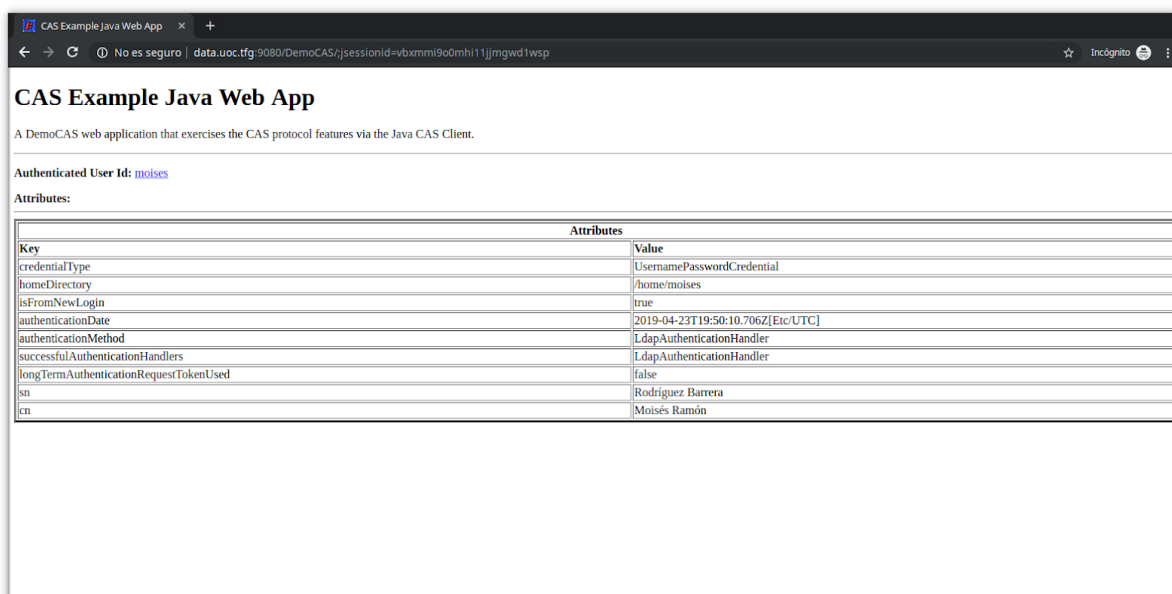 CAS Example Java Web App
No es seguro | data.uoc.tfg:9080/DemoCAS/;jsessionid=vbxmmi9o0mhi11jjmgwd1wsp Incógnito
CAS Example Java Web App
A DemoCAS web application that exercises the CAS protocol features via the Java CAS Client.
Authenticated User Id: moises
Attributes:
Attributes
Key Value
credentialType UsernamePasswordCredential
homeDirectory /home/moises
isFromNewLogin true
authenticationDate 2019-04-23T19:50:10.706Z[Etc/UTC]
authenticationMethod LdapAuthenticationHandler
successfulAuthenticationHandlers LdapAuthenticationHandler
longTermAuthenticationRequestTokenUsed false
sn Rodríguez Barrera
cn Moisés Ramón